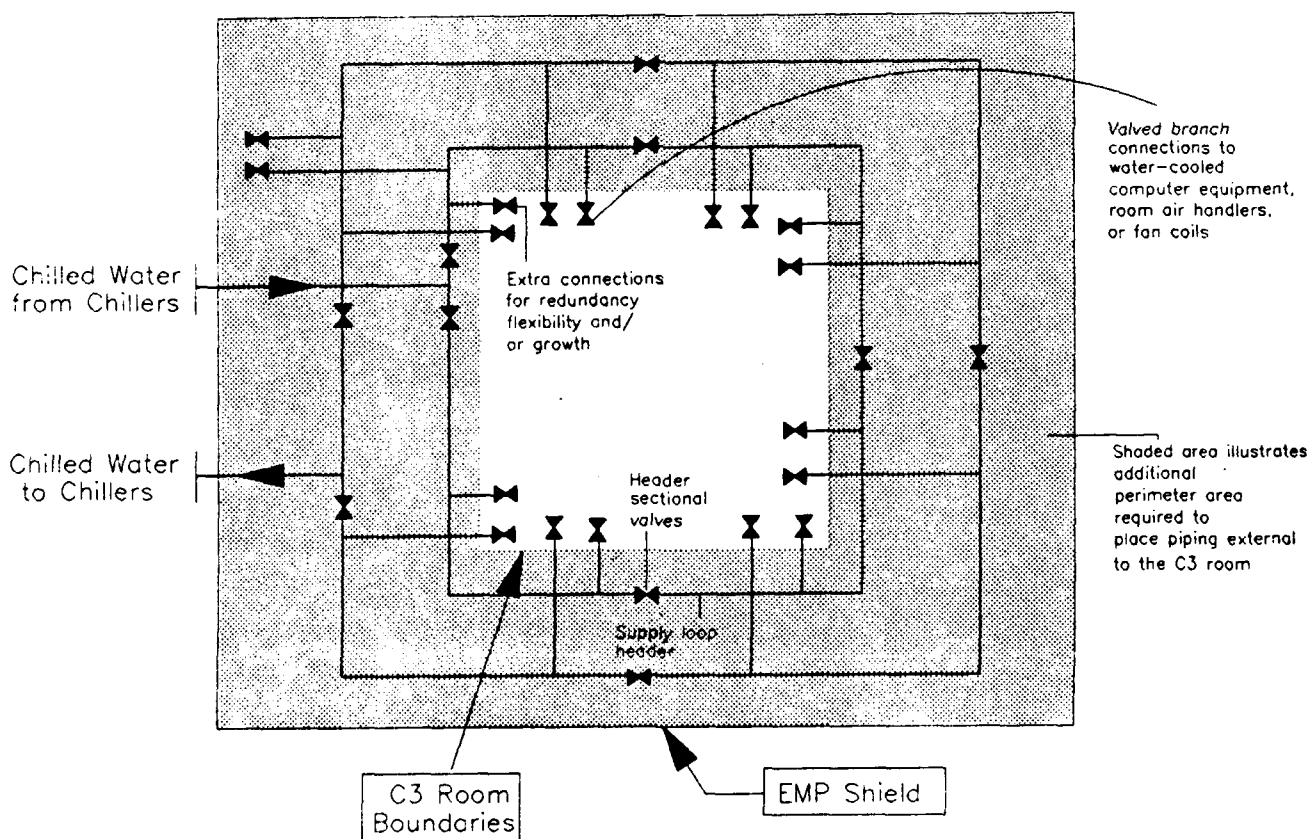 Valved branch
connections to
water-cooled
computer equipment,
room air handlers,
or fan coils
Chilled Water
from Chillers
Extra connections
for redundancy
flexibility and/
or growth
Chilled Water
to Chillers
Header
sectional
valves
Shaded area illustrates
additional
perimeter area
required to
place piping external
to the C3 room
Supply loop
header
C3 Room
Boundaries
EMP Shield